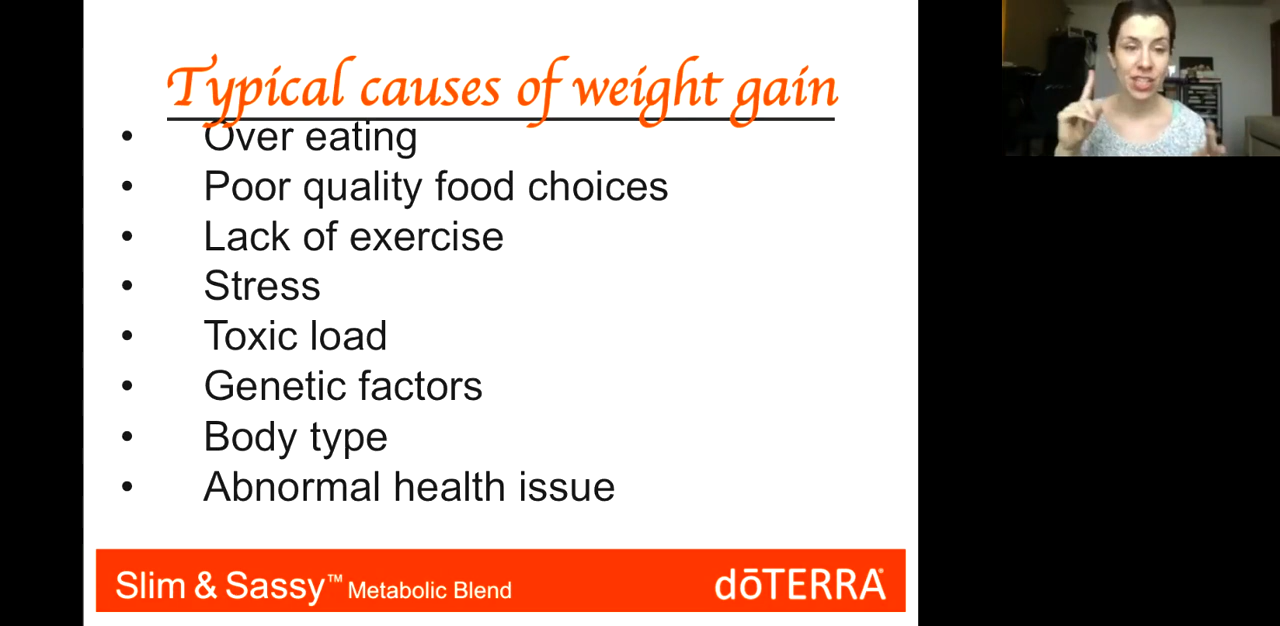 Typical causes of weight gain
• Over eating
• Poor quality food choices
• Lack of exercise
• Stress
• Toxic load
• Genetic factors
• Body type
• Abnormal health issue
Slim & Sassy™ Metabolic Blend dōTERRA®